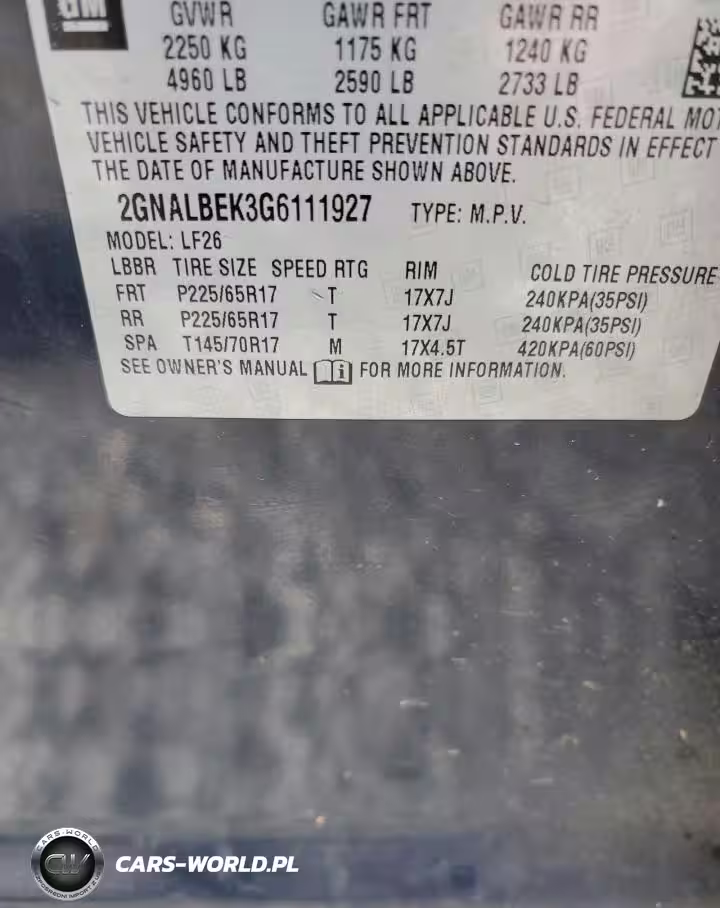 GM
GVWR GAWR FRT GAWR RR
2250 KG 1175 KG 1240 KG
4960 LB 2590 LB 2733 LB
THIS VEHICLE CONFORMS TO ALL APPLICABLE U.S. FEDERAL MOT
VEHICLE SAFETY AND THEFT PREVENTION STANDARDS IN EFFECT
THE DATE OF MANUFACTURE SHOWN ABOVE.
2GNALBEK3G6111927 TYPE: M.P.V.
MODEL: LF26
LBBR TIRE SIZE SPEED RTG RIM COLD TIRE PRESSURE
FRT P225/65R17 T 17X7J 240KPA(35PSI)
RR P225/65R17 T 17X7J 240KPA(35PSI)
SPA T145/70R17 M 17X4.5T 420KPA(60PSI)
SEE OWNER'S MANUAL i FOR MORE INFORMATION.
CARS-WORLD
CARS-WORLD.PL